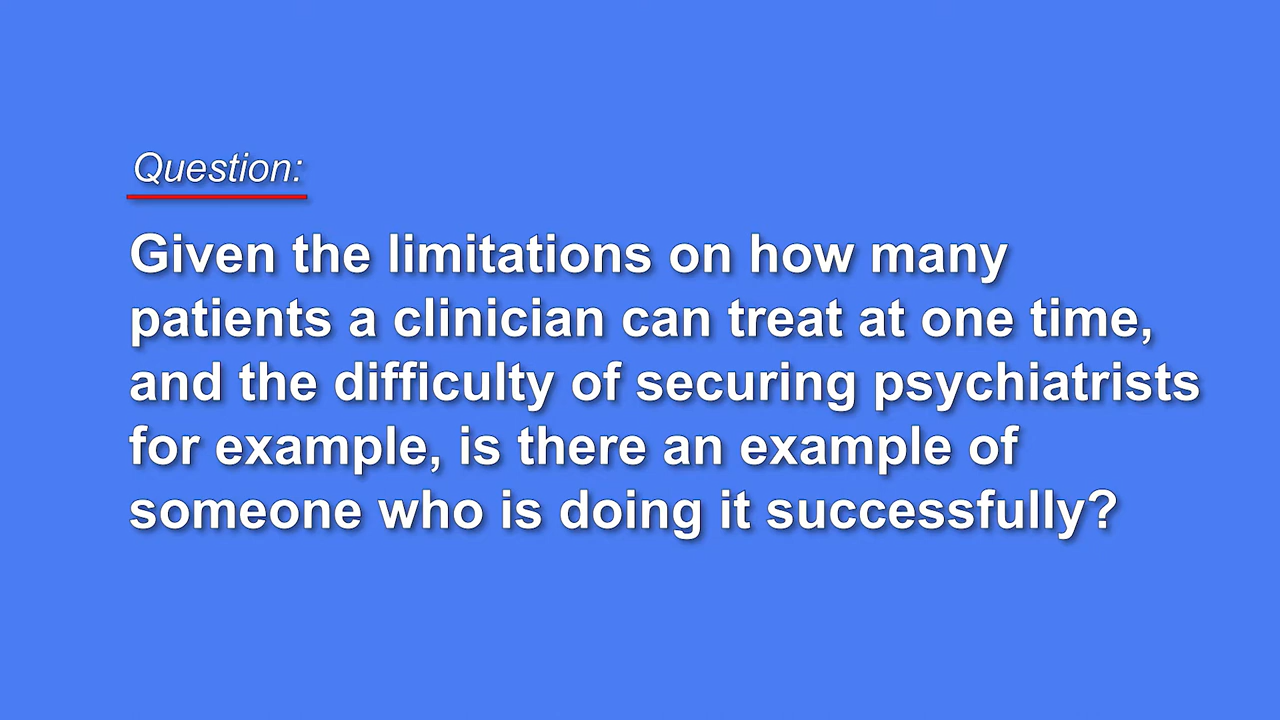 Question:
Given the limitations on how many
patients a clinician can treat at one time,
and the difficulty of securing psychiatrists
for example, is there an example of
someone who is doing it successfully?